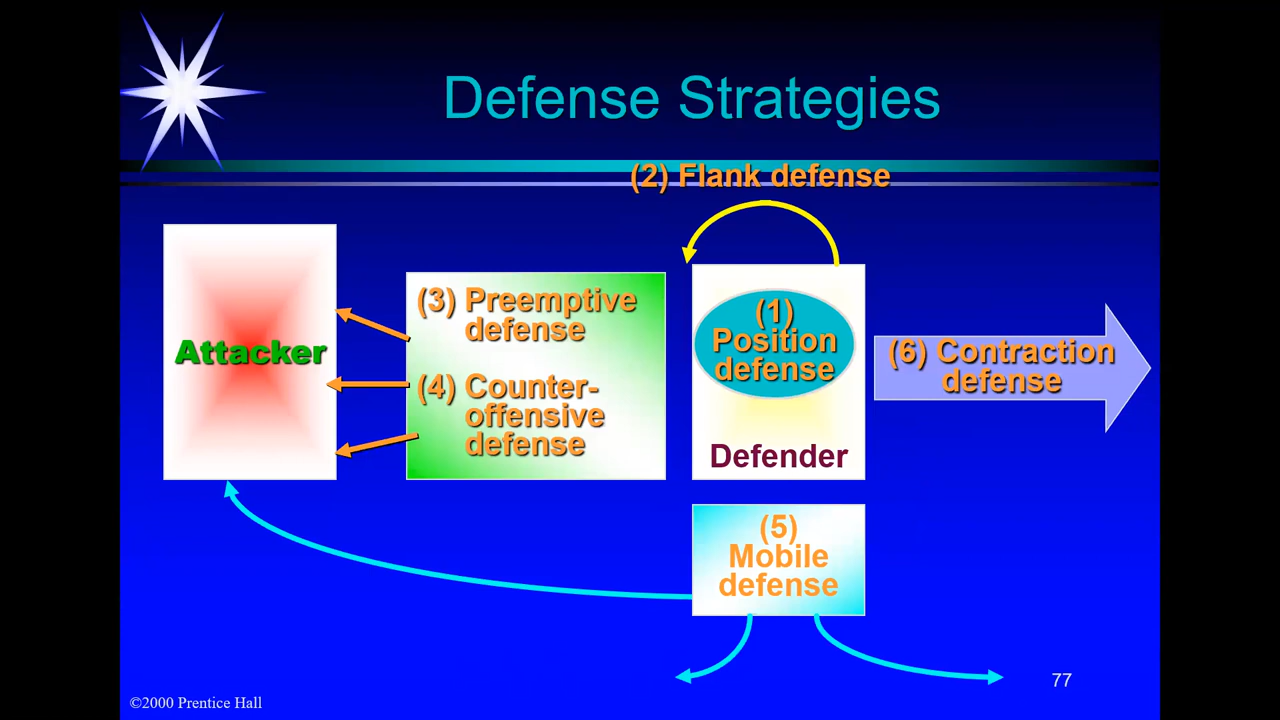 Defense Strategies
(2) Flank defense
Attacker
(3) Preemptive
defense
(4) Counter-
offensive
defense
(1)
Position
defense
Defender
(6) Contraction
defense
(5)
Mobile
defense
77
©2000 Prentice Hall